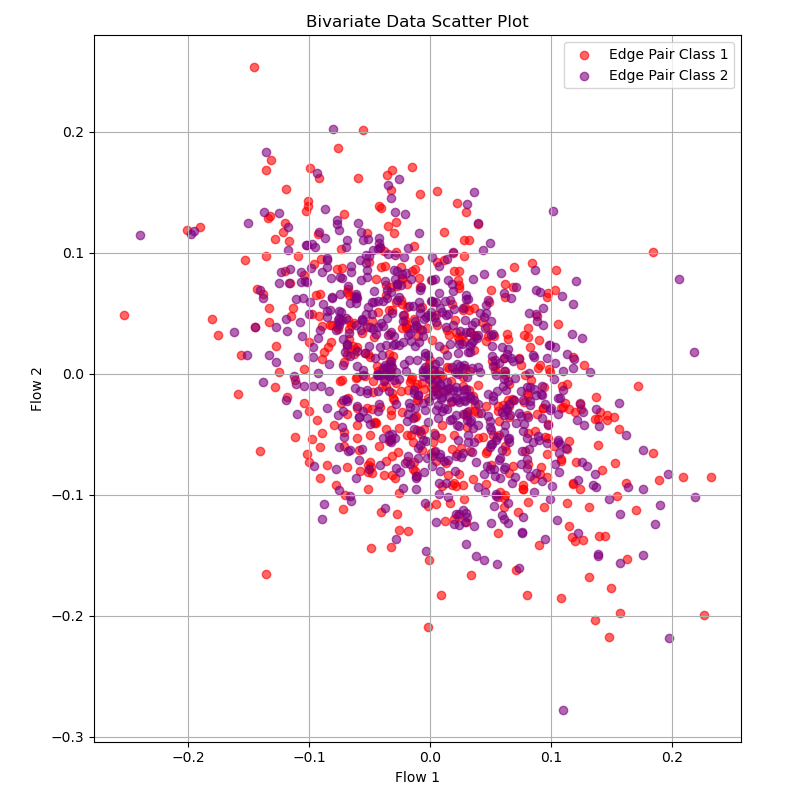 Bivariate Data Scatter Plot
Edge Pair Class 1
Edge Pair Class 2
Flow 2
0.2
0.1
0.0
−0.1
−0.2
−0.3
−0.2
−0.1
0.0
0.1
0.2
Flow 1